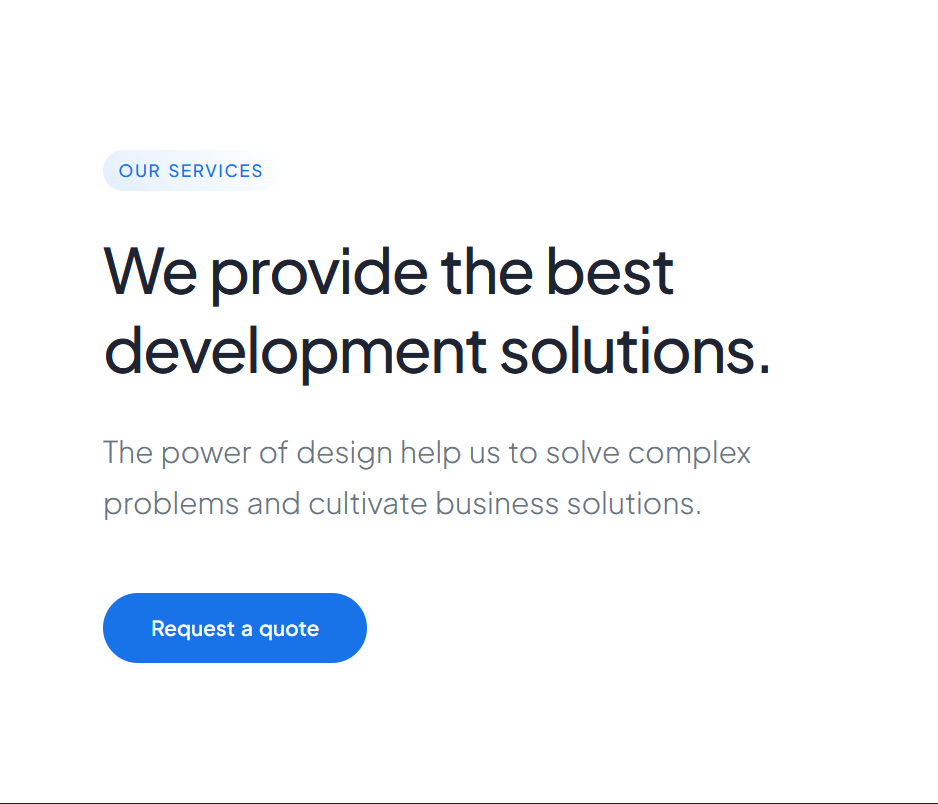 OUR SERVICES
We provide the best
development solutions.
The power of design help us to solve complex
problems and cultivate business solutions.
Request a quote